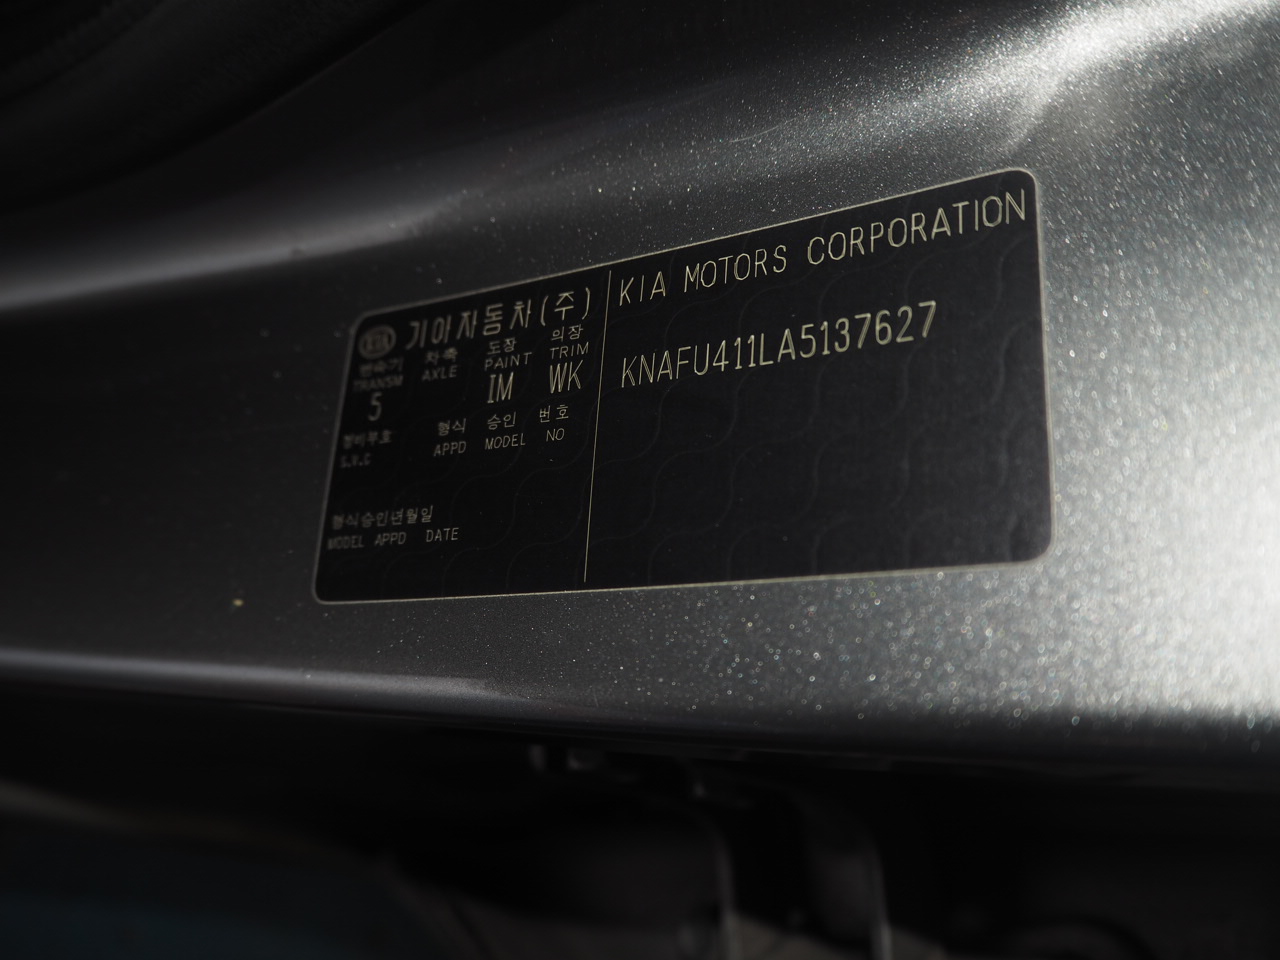 KIA 기아자동차(주)
변속기 차축 도장 의장
TRANSM AXLE PAINT TRIM
5 IM WK
정비부호 형식 승인 번호
S.V.C APPD MODEL NO
형식승인년월일
MODEL APPD DATE
KIA MOTORS CORPORATION
KNAFU411LA5137627